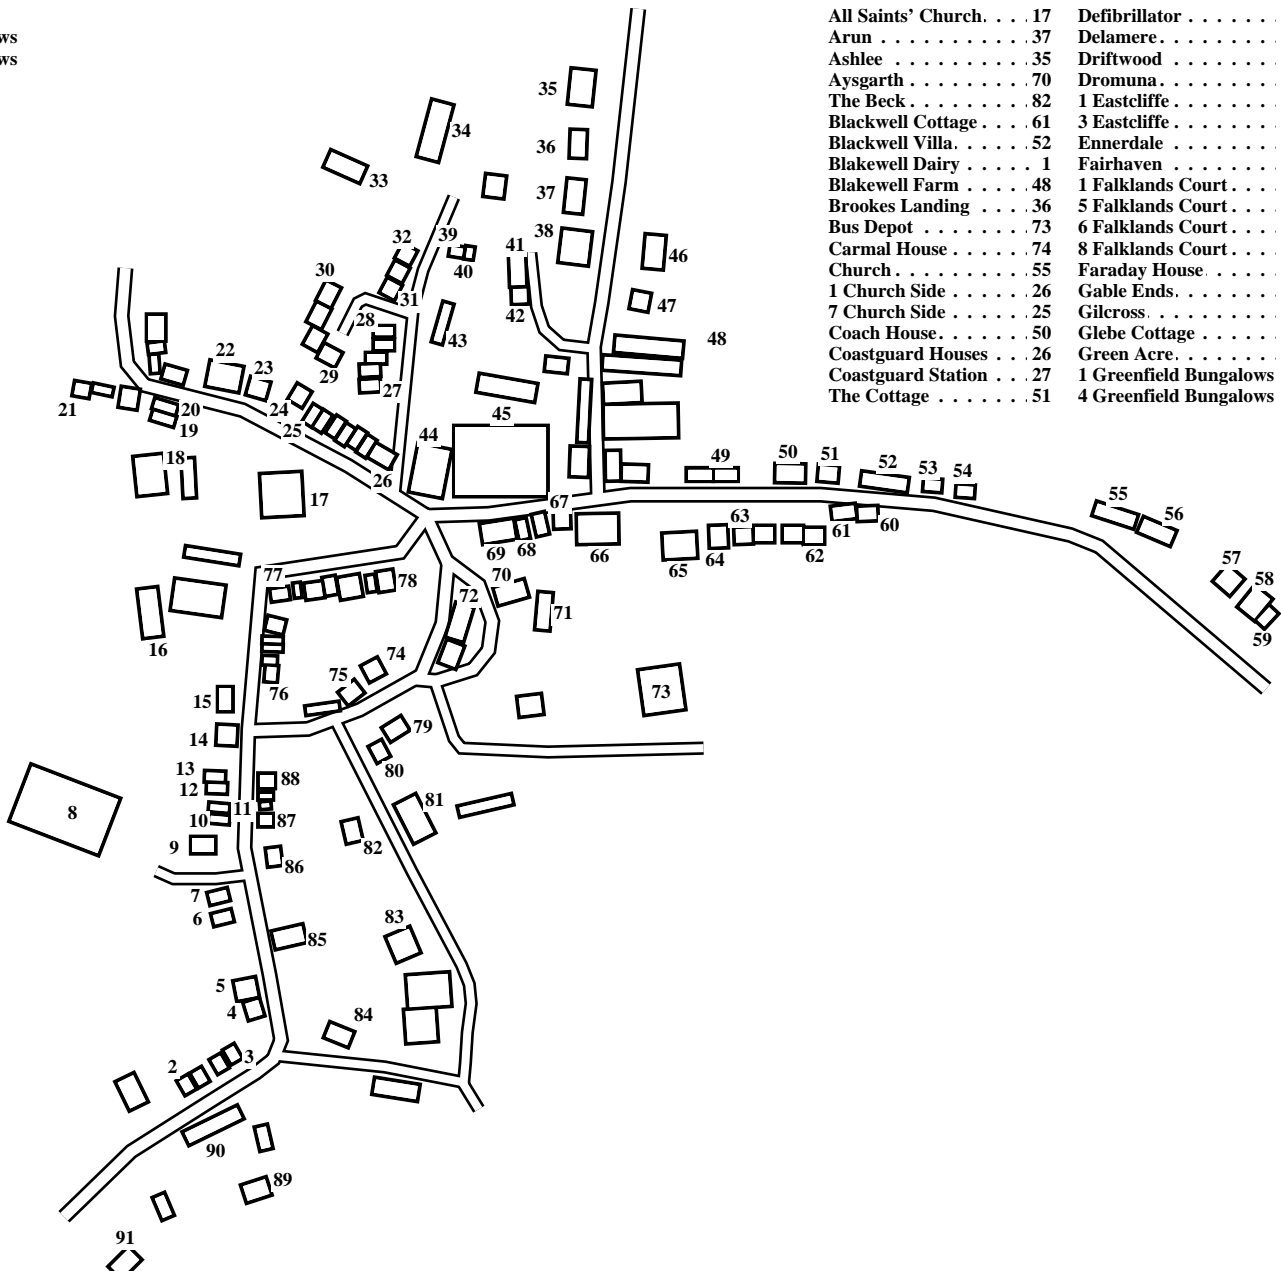 ws
ws
All Saints’ Church. . . . 17
Arun . . . . . . . . . . . . . 37
Ashlee . . . . . . . . . . . . 35
Aysgarth . . . . . . . . . . . 70
The Beck . . . . . . . . . . . 82
Blackwell Cottage . . . . 61
Blackwell Villa. . . . . . . 52
Blakewell Dairy . . . . . . 1
Blakewell Farm . . . . . . 48
Brookes Landing . . . . 36
Bus Depot . . . . . . . . . 73
Carmal House . . . . . . . 74
Church . . . . . . . . . . . . 55
1 Church Side . . . . . . . 26
7 Church Side . . . . . . . 25
Coach House. . . . . . . . 50
Coastguard Houses . . . 26
Coastguard Station . . . 27
The Cottage . . . . . . . . 51
Defibrillator . . . . . . . .
Delamere . . . . . . . . . .
Driftwood . . . . . . . . .
Dromuna . . . . . . . . . .
1 Eastcliffe . . . . . . . . .
3 Eastcliffe . . . . . . . . .
Ennerdale . . . . . . . . .
Fairhaven . . . . . . . . .
1 Falklands Court . . . .
5 Falklands Court . . . .
6 Falklands Court . . . .
8 Falklands Court . . . .
Faraday House . . . . . .
Gable Ends. . . . . . . . .
Gilcross . . . . . . . . . . .
Glebe Cottage . . . . . .
Green Acre. . . . . . . . .
1 Greenfield Bungalows
4 Greenfield Bungalows
35
34
36
33
37
39
32
38
41
46
40
30
31
47
42
28
43
48
22
23
29
21
27
20
24
45
19
25
44
18
49
50
51
52
53
54
26
17
67
55
56
63
61
60
69
68
66
64
62
65
57
77
78
70
58
72
71
59
16
74
75
15
76
73
14
79
80
13
88
12
81
11
8
10
87
9
82
86
7
6
83
85
5
4
84
3
2
90
89
91